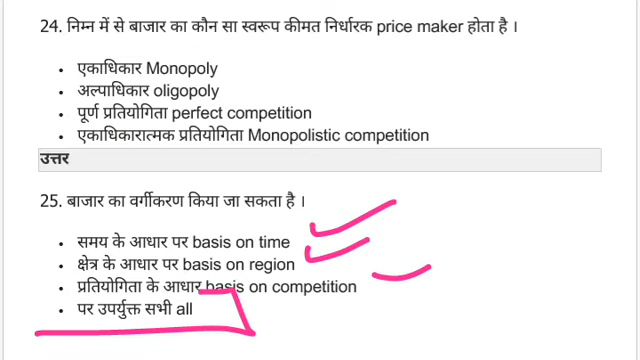 24. निम्न में से बाजार का कौन सा स्वरूप कीमत निर्धारक price maker होता है ।
• एकाधिकार Monopoly
• अल्पाधिकार oligopoly
• पूर्ण प्रतियोगिता perfect competition
• एकाधिकारात्मक प्रतियोगिता Monopolistic competition
उत्तर
25. बाजार का वर्गीकरण किया जा सकता है ।
• समय के आधार पर basis on time
• क्षेत्र के आधार पर basis on region
• प्रतियोगिता के आधार basis on competition
• पर उपर्युक्त सभी all